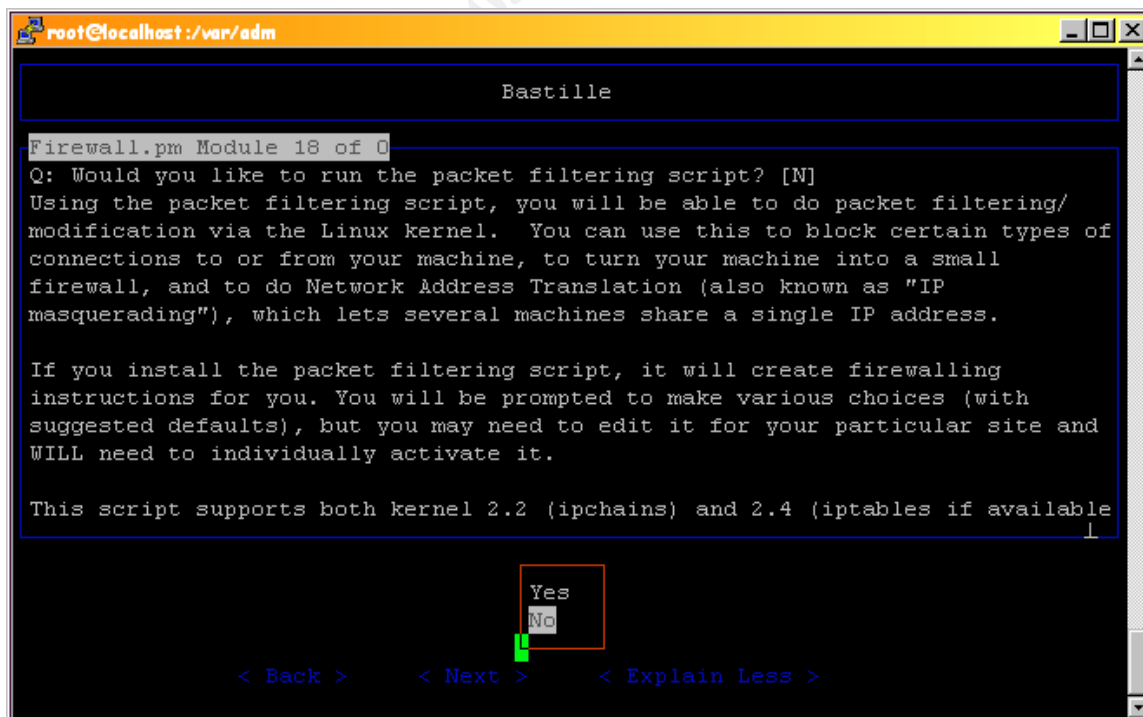 root@localhost:/var/adm
Bastille
Firewall.pm Module 18 of 0
Q: Would you like to run the packet filtering script? [N]
Using the packet filtering script, you will be able to do packet filtering/
modification via the Linux kernel.  You can use this to block certain types of
connections to or from your machine, to turn your machine into a small
firewall, and to do Network Address Translation (also known as "IP
masquerading"), which lets several machines share a single IP address.
If you install the packet filtering script, it will create firewalling
instructions for you. You will be prompted to make various choices (with
suggested defaults), but you may need to edit it for your particular site and
WILL need to individually activate it.
This script supports both kernel 2.2 (ipchains) and 2.4 (iptables if available
Yes
No
< Back > < Next > < Explain Less >